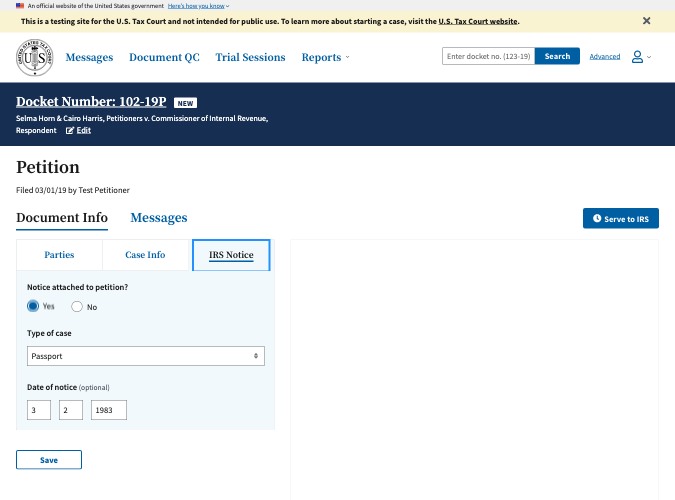 An official website of the United States government Here's how you know
This is a testing site for the U.S. Tax Court and not intended for public use. To learn more about starting a case, visit the U.S. Tax Court website.
Messages Document QC Trial Sessions Reports Enter docket no. (123-19) Search Advanced
Docket Number: 102-19P NEW
Selma Horn & Cairo Harris, Petitioners v. Commissioner of Internal Revenue,
Respondent Edit
Petition
Filed 03/01/19 by Test Petitioner
Document Info Messages Serve to IRS
Parties Case Info IRS Notice
Notice attached to petition?
Yes No
Type of case
Passport
Date of notice (optional)
3 2 1983
Save